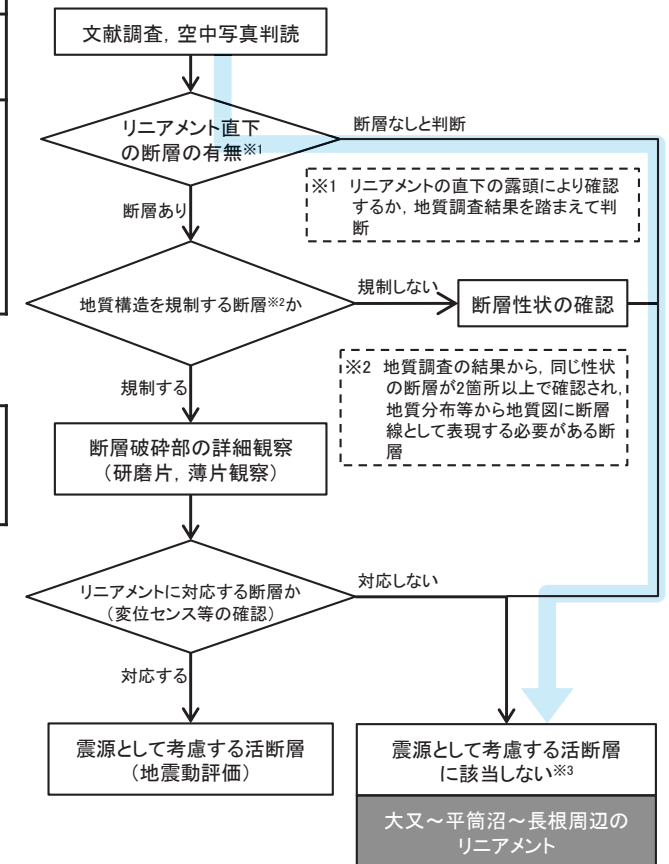 文献調査，空中写真判読
リニアメント直下
の断層の有無※1
断層なしと判断
※1 リニアメントの直下の露頭により確認
するか，地質調査結果を踏まえて判
断
断層あり
地質構造を規制する断層※2か
規制しない
断層性状の確認
※2 地質調査の結果から，同じ性状
の断層が2箇所以上で確認され，
地質分布等から地質図に断層
線として表現する必要がある断
層
規制する
断層破砕部の詳細観察
（研磨片，薄片観察）
リニアメントに対応する断層か
（変位センス等の確認）
対応しない
対応する
震源として考慮する活断層
（地震動評価）
震源として考慮する活断層
に該当しない※3
大又～平筒沼～長根周辺の
リニアメント